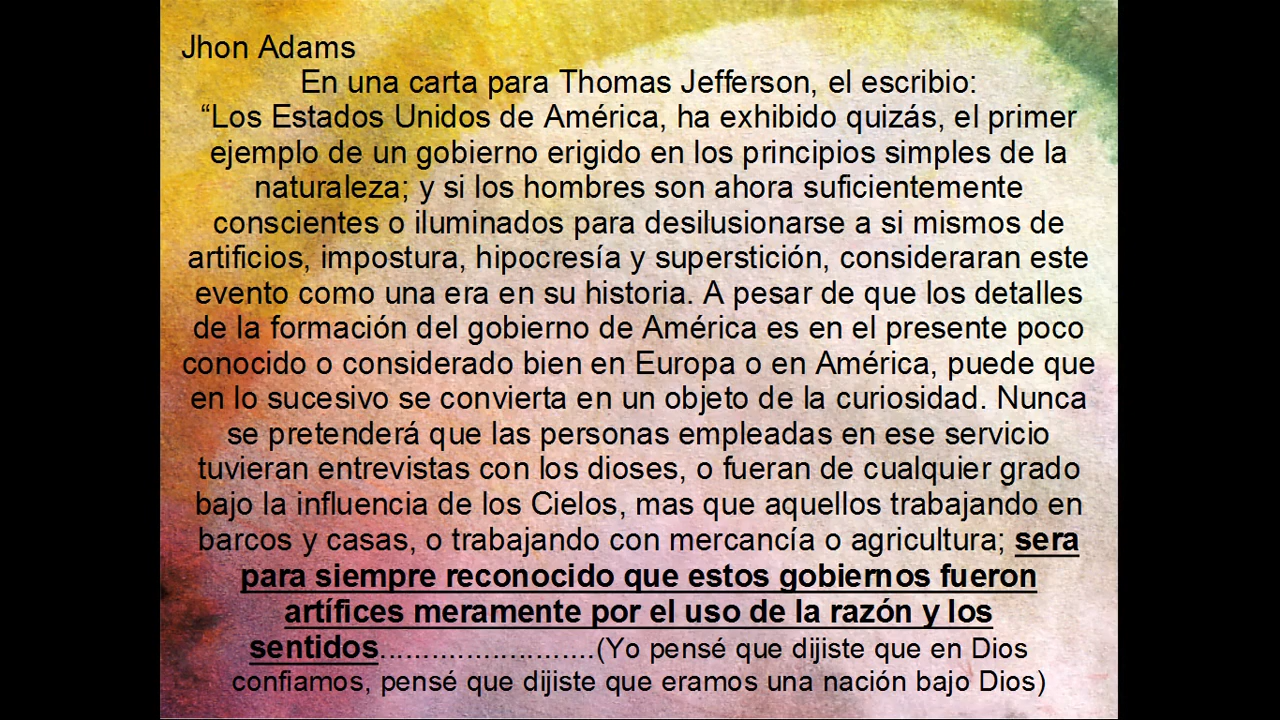 Jhon Adams
En una carta para Thomas Jefferson, el escribio:
“Los Estados Unidos de América, ha exhibido quizás, el primer
ejemplo de un gobierno erigido en los principios simples de la
naturaleza; y si los hombres son ahora suficientemente
conscientes o iluminados para desilusionarse a si mismos de
artificios, impostura, hipocresía y superstición, consideraran este
evento como una era en su historia. A pesar de que los detalles
de la formación del gobierno de América es en el presente poco
conocido o considerado bien en Europa o en América, puede que
en lo sucesivo se convierta en un objeto de la curiosidad. Nunca
se pretenderá que las personas empleadas en ese servicio
tuvieran entrevistas con los dioses, o fueran de cualquier grado
bajo la influencia de los Cielos, mas que aquellos trabajando en
barcos y casas, o trabajando con mercancía o agricultura; sera
para siempre reconocido que estos gobiernos fueron
artífices meramente por el uso de la razón y los
sentidos.........................(Yo pensé que dijiste que en Dios
confiamos, pensé que dijiste que eramos una nación bajo Dios)